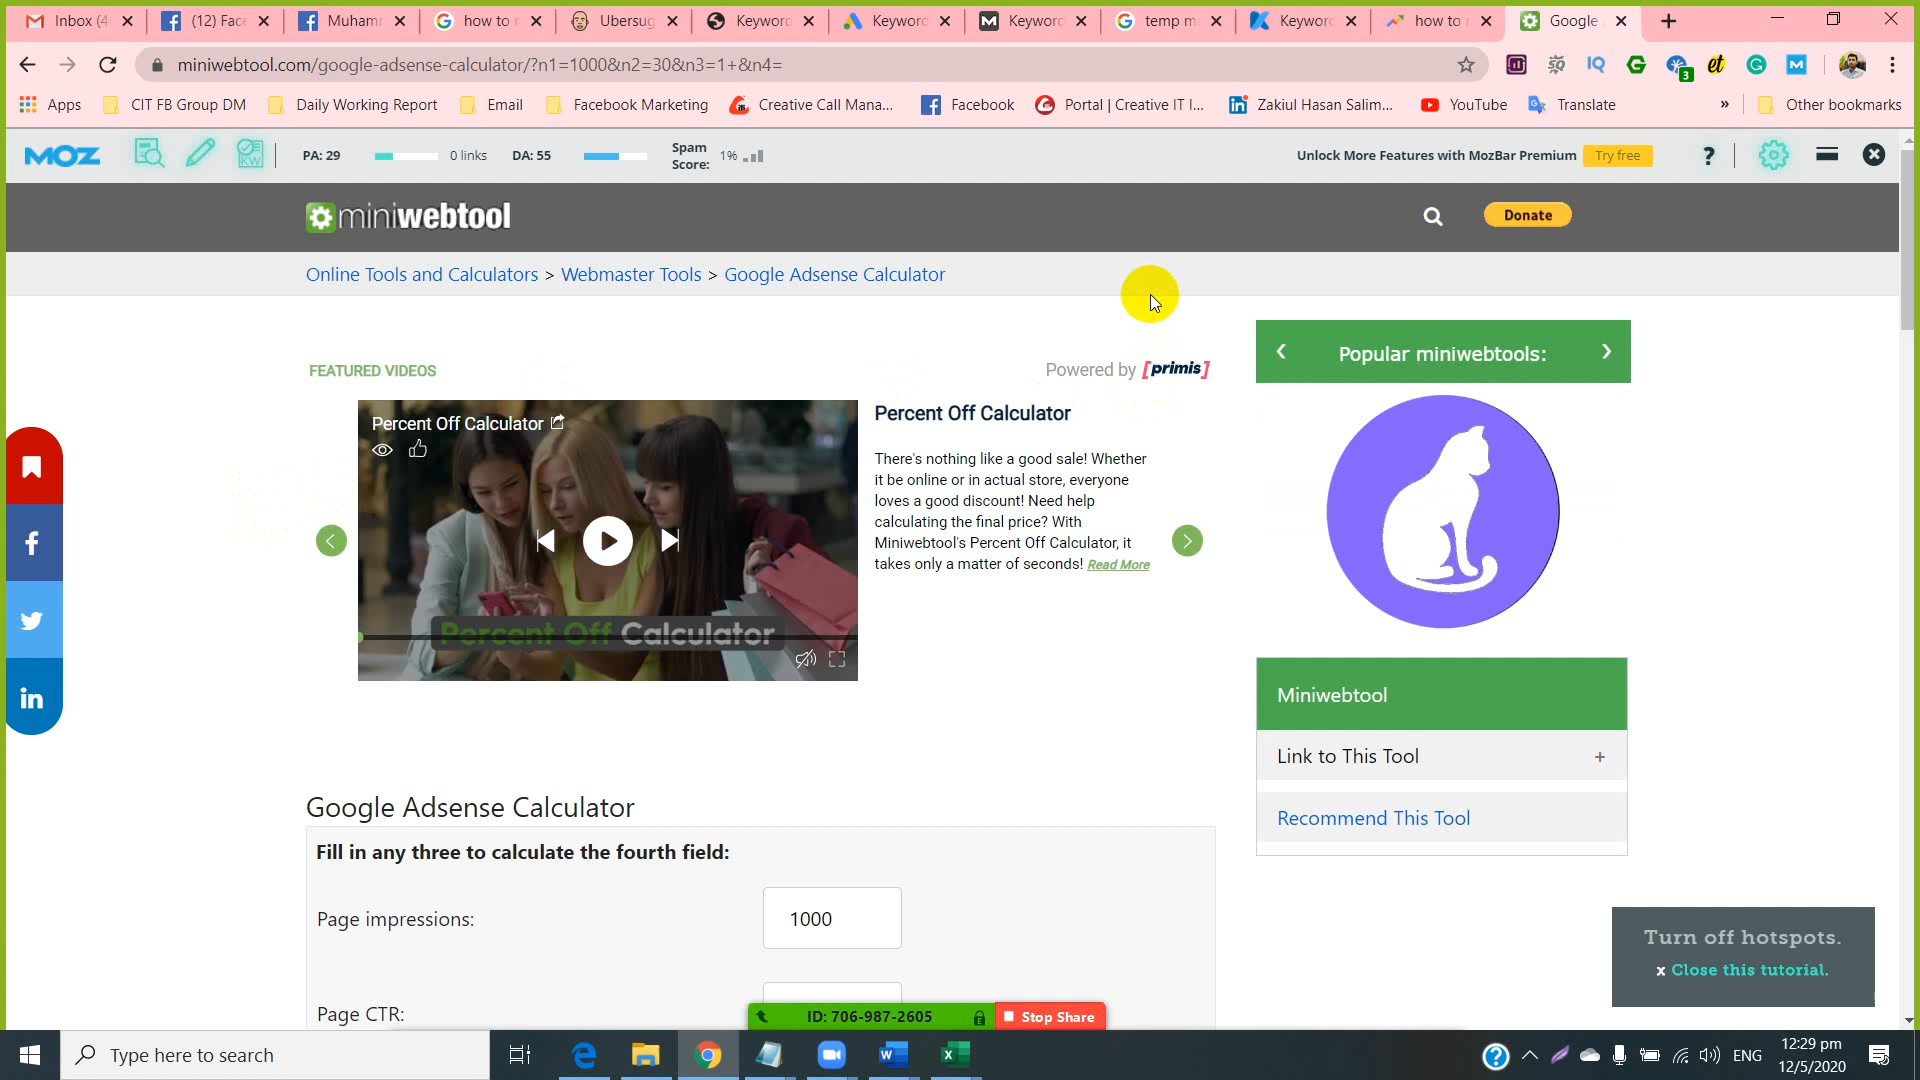 Inbox (4
(12) Fac
Muham
how to r
Ubersug
Keyword
Keyword
Keyword
temp m
Keyword
how to
Google
miniwebtool.com/google-adsense-calculator/?n1=1000&n2=30&n3=1+&n4=
Apps
CIT FB Group DM
Daily Working Report
Email
Facebook Marketing
Creative Call Mana...
Facebook
Portal | Creative IT I...
Zakiul Hasan Salim...
YouTube
Translate
»
Other bookmarks
MOZ
PA: 29
0 links
DA: 55
Spam
Score:
1%
Unlock More Features with MozBar Premium
Try free
?
miniwebtool
Donate
Online Tools and Calculators > Webmaster Tools > Google Adsense Calculator
FEATURED VIDEOS
Powered by [primis]
Popular miniwebtools:
Percent Off Calculator
Percent Off Calculator
Percent Off Calculator
There's nothing like a good sale! Whether
it be online or in actual store, everyone
loves a good discount! Need help
calculating the final price? With
Miniwebtool's Percent Off Calculator, it
takes only a matter of seconds! Read More
Miniwebtool
Link to This Tool +
Recommend This Tool
Google Adsense Calculator
Fill in any three to calculate the fourth field:
Page impressions: 1000
Page CTR:
Turn off hotspots.
x Close this tutorial.
ID: 706-987-2605
Stop Share
Type here to search
ENG
12:29 pm
12/5/2020